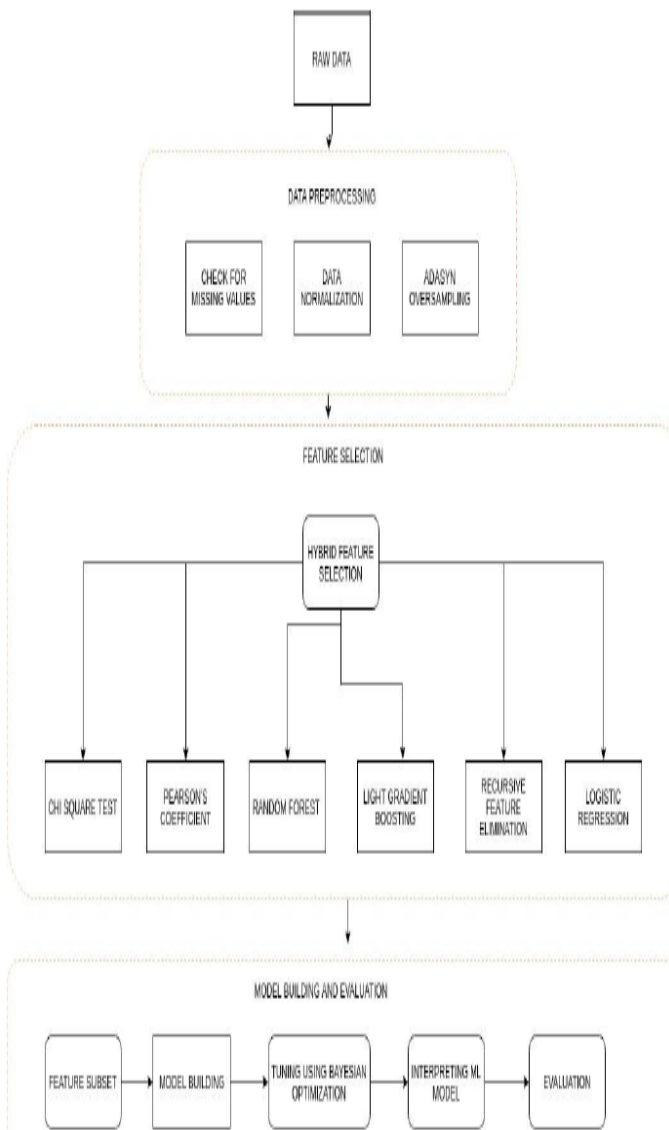 RAW DATA
DATA PREPROCESSING
CHECK FOR
MISSING VALUES
DATA
NORMALIZATION
ADASYN
OVERSAMPLING
FEATURE SELECTION
HYBRID FEATURE
SELECTION
CHI SQUARE TEST
PEARSON'S
COEFFICIENT
RANDOM FOREST
LIGHT GRADIENT
BOOSTING
RECURSIVE
FEATURE
ELIMINATION
LOGISTIC
REGRESSION
MODEL BUILDING AND EVALUATION
FEATURE SUBSET
MODEL BUILDING
TUNING USING BAYESIAN
OPTIMIZATION
INTERPRETING ML
MODEL
EVALUATION